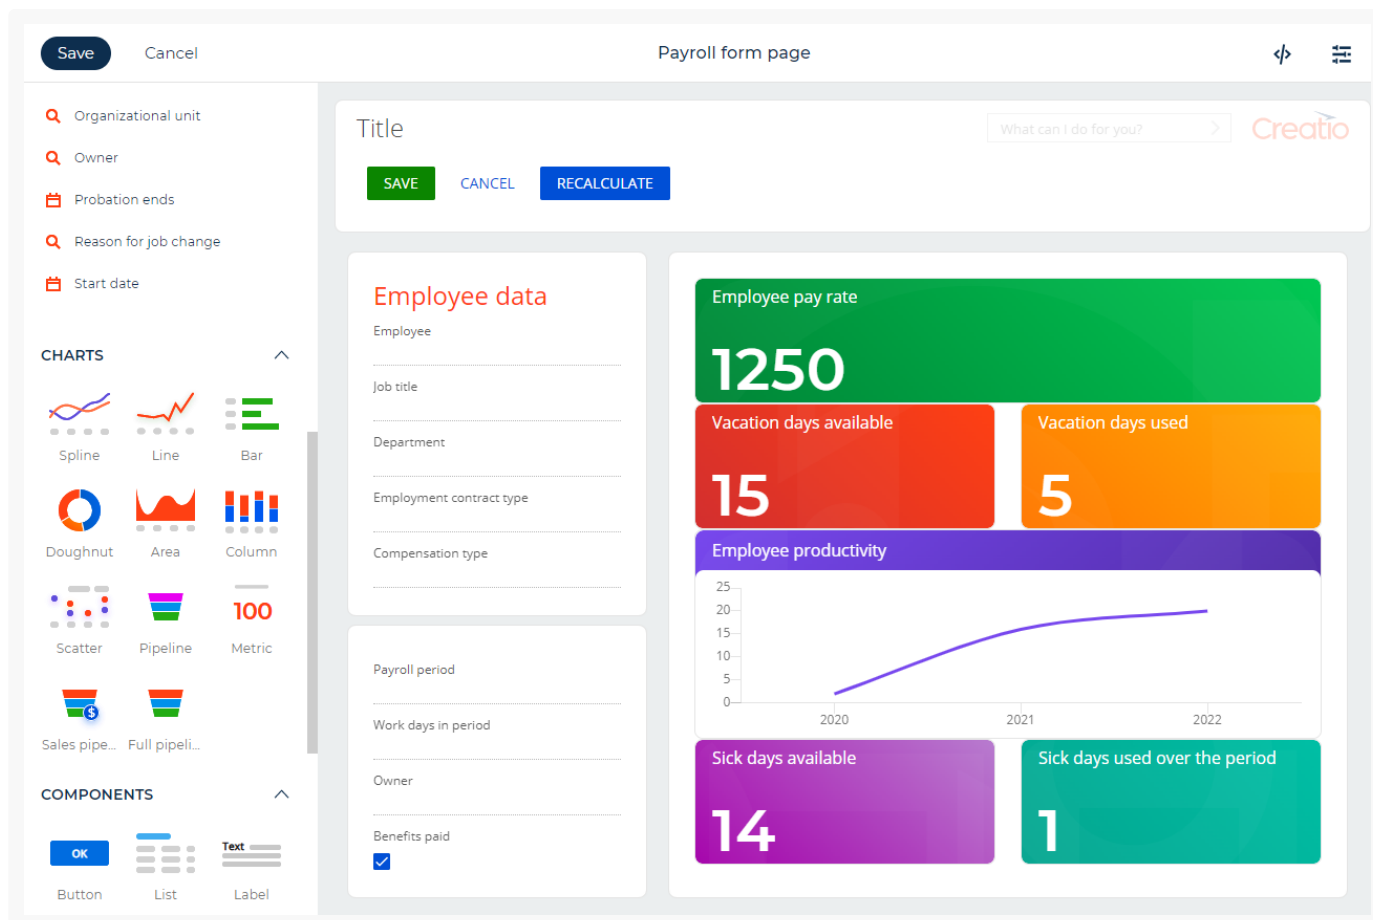 Save
Cancel
Payroll form page
Organizational unit
Owner
Probation ends
Reason for job change
Start date
CHARTS
Spline
Line
Bar
Doughnut
Area
Column
Scatter
Pipeline
100
Metric
$
Sales pipe...
Full pipeli...
COMPONENTS
OK
Button
List
Text
Label
Title
What can I do for you?
Creatio
SAVE
CANCEL
RECALCULATE
Employee data
Employee
Job title
Department
Employment contract type
Compensation type
Payroll period
Work days in period
Owner
Benefits paid
Employee pay rate
1250
Vacation days available
15
Vacation days used
5
Employee productivity
25
20
15
10
5
0
2020 2021 2022
Sick days available
14
Sick days used over the period
1